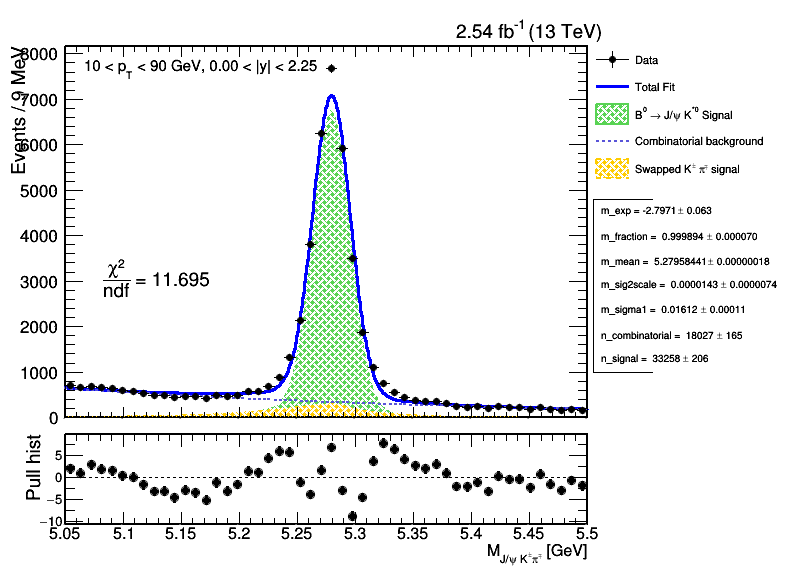 2.54 fb⁻¹ (13 TeV)
Events / 9 MeV
10 < p_T < 90 GeV, 0.00 < |y| < 2.25
8000
7000
6000
5000
4000
3000
2000
1000
0
χ²/ndf = 11.695
Data
Total Fit
B⁰ → J/ψ K*⁰ Signal
Combinatorial background
Swapped K^± π^∓ signal
m_exp = -2.7971 ± 0.063
m_fraction = 0.999894 ± 0.000070
m_mean = 5.27958441 ± 0.00000018
m_sig2scale = 0.0000143 ± 0.0000074
m_sigma1 = 0.01612 ± 0.00011
n_combinatorial = 18027 ± 165
n_signal = 33258 ± 206
Pull hist
5
0
−5
−10
5.05 5.1 5.15 5.2 5.25 5.3 5.35 5.4 5.45 5.5
M_J/ψ K^± π^∓ [GeV]